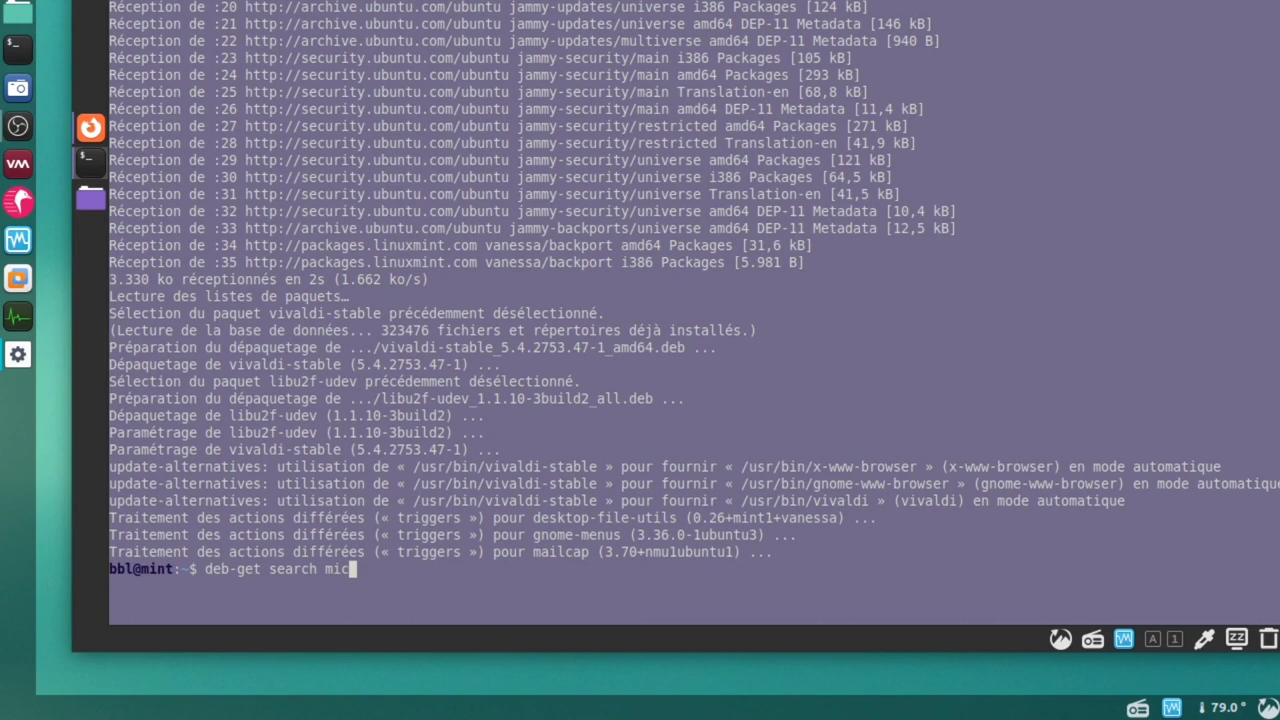 Réception de :20 http://archive.ubuntu.com/ubuntu jammy-updates/universe i386 Packages [124 kB]
Réception de :21 http://archive.ubuntu.com/ubuntu jammy-updates/universe amd64 DEP-11 Metadata [146 kB]
Réception de :22 http://archive.ubuntu.com/ubuntu jammy-updates/multiverse amd64 DEP-11 Metadata [940 B]
Réception de :23 http://security.ubuntu.com/ubuntu jammy-security/main i386 Packages [105 kB]
Réception de :24 http://security.ubuntu.com/ubuntu jammy-security/main amd64 Packages [293 kB]
Réception de :25 http://security.ubuntu.com/ubuntu jammy-security/main Translation-en [68,8 kB]
Réception de :26 http://security.ubuntu.com/ubuntu jammy-security/main amd64 DEP-11 Metadata [11,4 kB]
Réception de :27 http://security.ubuntu.com/ubuntu jammy-security/restricted amd64 Packages [271 kB]
Réception de :28 http://security.ubuntu.com/ubuntu jammy-security/restricted Translation-en [41,9 kB]
Réception de :29 http://security.ubuntu.com/ubuntu jammy-security/universe amd64 Packages [121 kB]
Réception de :30 http://security.ubuntu.com/ubuntu jammy-security/universe i386 Packages [64,5 kB]
Réception de :31 http://security.ubuntu.com/ubuntu jammy-security/universe Translation-en [41,5 kB]
Réception de :32 http://security.ubuntu.com/ubuntu jammy-security/universe amd64 DEP-11 Metadata [10,4 kB]
Réception de :33 http://archive.ubuntu.com/ubuntu jammy-backports/universe amd64 DEP-11 Metadata [12,5 kB]
Réception de :34 http://packages.linuxmint.com vanessa/backport amd64 Packages [31,6 kB]
Réception de :35 http://packages.linuxmint.com vanessa/backport i386 Packages [5.981 B]
3.330 ko réceptionnés en 2s (1.662 ko/s)
Lecture des listes de paquets…
Sélection du paquet vivaldi-stable précédemment désélectionné.
(Lecture de la base de données... 323476 fichiers et répertoires déjà installés.)
Préparation du dépaquetage de .../vivaldi-stable_5.4.2753.47-1_amd64.deb ...
Dépaquetage de vivaldi-stable (5.4.2753.47-1) ...
Sélection du paquet libu2f-udev précédemment désélectionné.
Préparation du dépaquetage de .../libu2f-udev_1.1.10-3build2_all.deb ...
Dépaquetage de libu2f-udev (1.1.10-3build2) ...
Paramétrage de libu2f-udev (1.1.10-3build2) ...
Paramétrage de vivaldi-stable (5.4.2753.47-1) ...
update-alternatives: utilisation de « /usr/bin/vivaldi-stable » pour fournir « /usr/bin/x-www-browser » (x-www-browser) en mode automatique
update-alternatives: utilisation de « /usr/bin/vivaldi-stable » pour fournir « /usr/bin/gnome-www-browser » (gnome-www-browser) en mode automatique
update-alternatives: utilisation de « /usr/bin/vivaldi-stable » pour fournir « /usr/bin/vivaldi » (vivaldi) en mode automatique
Traitement des actions différées (« triggers ») pour desktop-file-utils (0.26+mint1+vanessa) ...
Traitement des actions différées (« triggers ») pour gnome-menus (3.36.0-1ubuntu3) ...
Traitement des actions différées (« triggers ») pour mailcap (3.70+nmu1ubuntu1) ...
bbl@mint:~$ deb-get search mic
A 1
79.0°